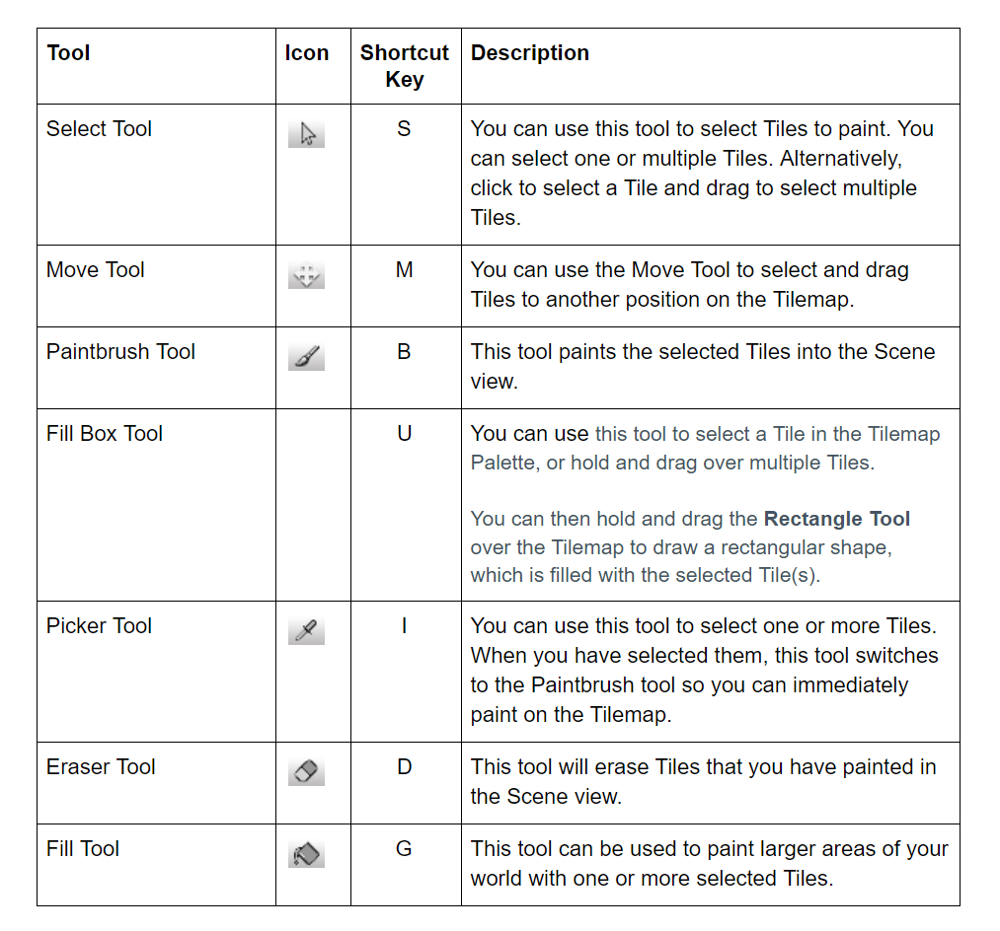 Tool Icon Shortcut Key Description
Select Tool S You can use this tool to select Tiles to paint. You
can select one or multiple Tiles. Alternatively,
click to select a Tile and drag to select multiple
Tiles.
Move Tool M You can use the Move Tool to select and drag
Tiles to another position on the Tilemap.
Paintbrush Tool B This tool paints the selected Tiles into the Scene
view.
Fill Box Tool U You can use this tool to select a Tile in the Tilemap
Palette, or hold and drag over multiple Tiles.
You can then hold and drag the Rectangle Tool
over the Tilemap to draw a rectangular shape,
which is filled with the selected Tile(s).
Picker Tool I You can use this tool to select one or more Tiles.
When you have selected them, this tool switches
to the Paintbrush tool so you can immediately
paint on the Tilemap.
Eraser Tool D This tool will erase Tiles that you have painted in
the Scene view.
Fill Tool G This tool can be used to paint larger areas of your
world with one or more selected Tiles.